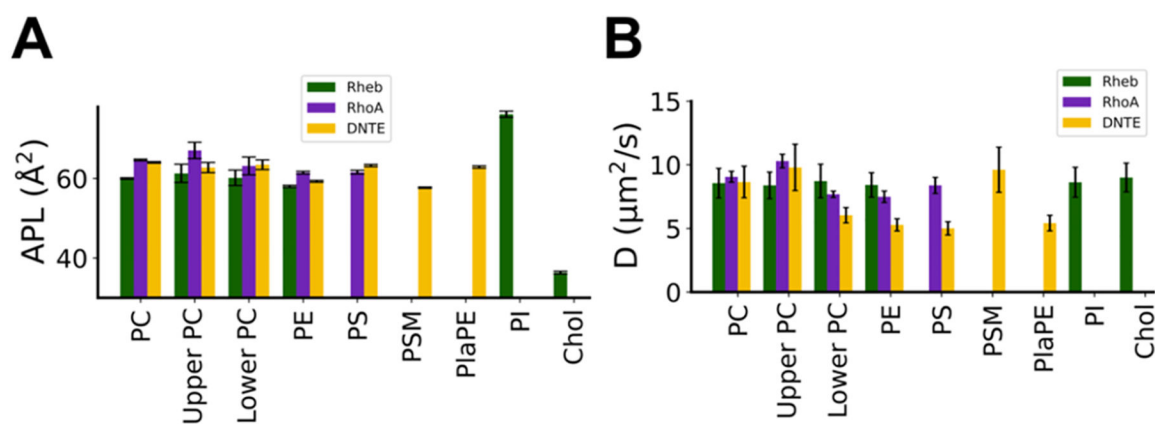 A
Rheb
RhoA
DNTE
APL (Å²)
60
40
PC
Upper PC
Lower PC
PE
PS
PSM
PlaPE
PI
Chol
B
Rheb
RhoA
DNTE
D (μm²/s)
15
10
5
0
PC
Upper PC
Lower PC
PE
PS
PSM
PlaPE
PI
Chol